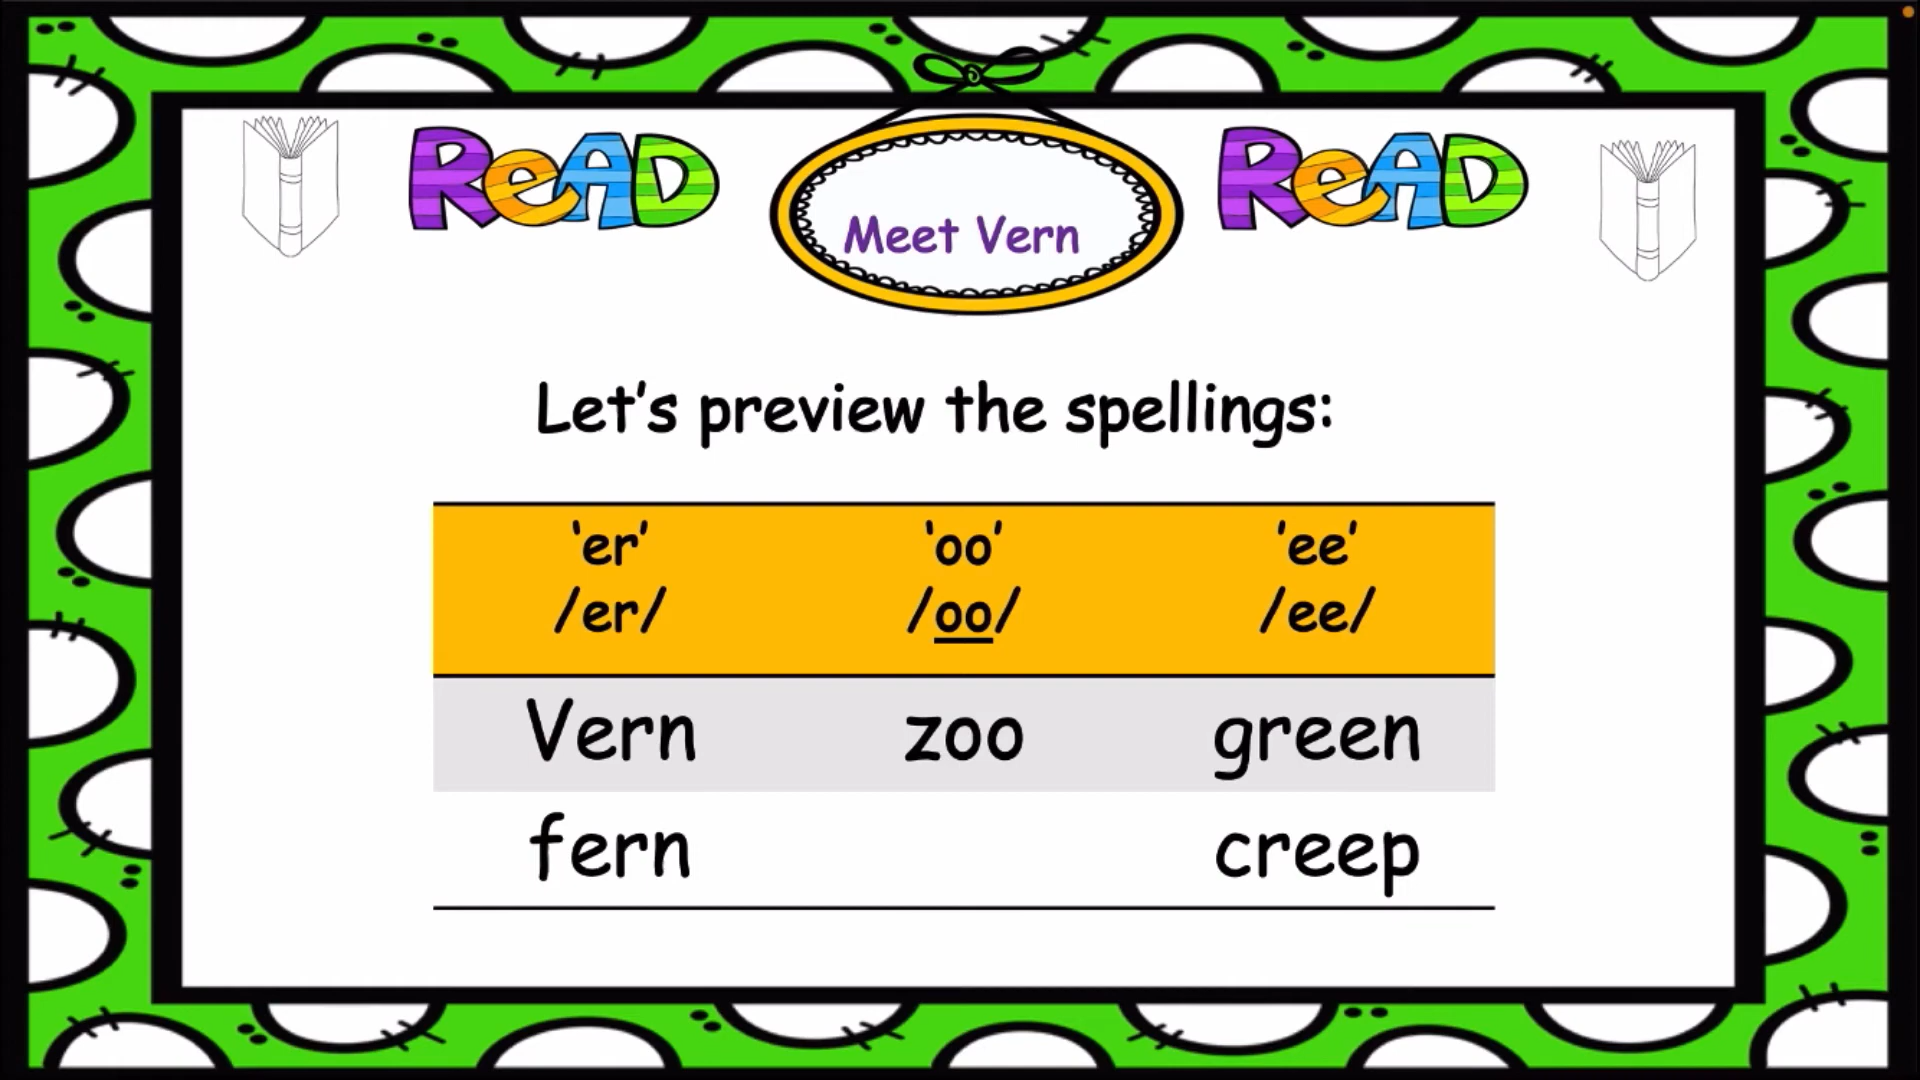 ReAD Meet Vern ReAD
Let's preview the spellings:
'er' 'oo' 'ee'
/er/ /oo/ /ee/
Vern zoo green
fern creep